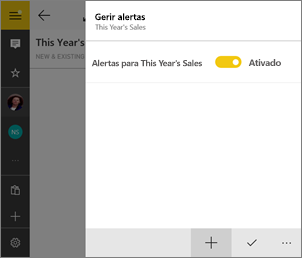 Gerir alertas
This Year's Sales
This Year's
NEW & EXISTING
Alertas para This Year's Sales
Ativado
NS